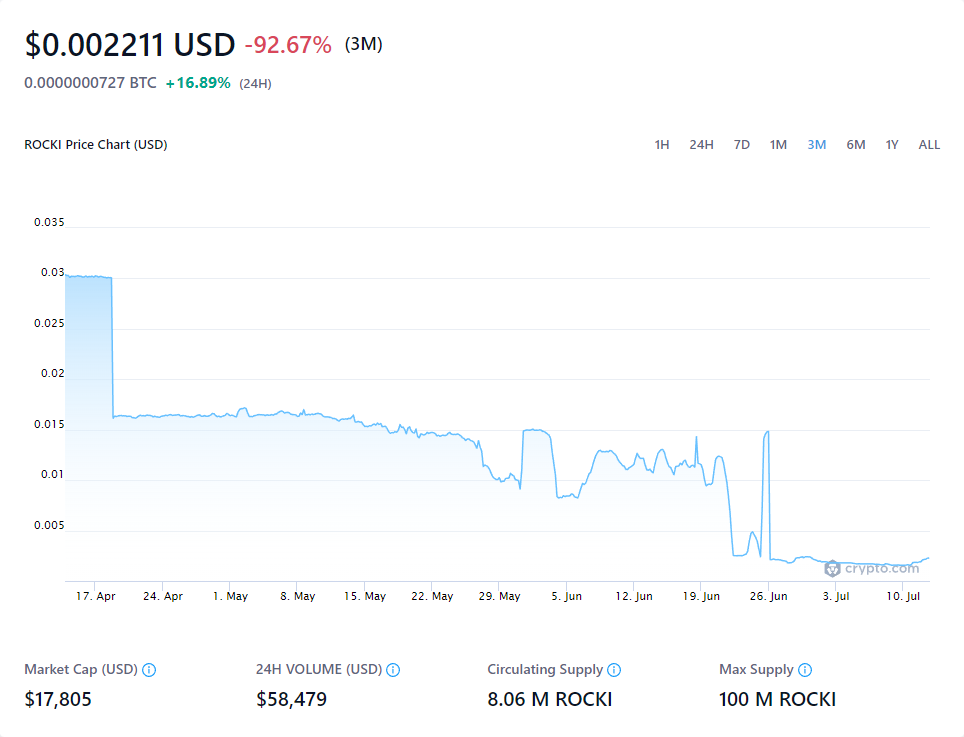 $0.002211 USD -92.67% (3M)
0.0000000727 BTC +16.89% (24H)
ROCKI Price Chart (USD) 1H 24H 7D 1M 3M 6M 1Y ALL
0.035
0.03
0.025
0.02
0.015
0.01
0.005
crypto.com
17. Apr 24. Apr 1. May 8. May 15. May 22. May 29. May 5. Jun 12. Jun 19. Jun 26. Jun 3. Jul 10. Jul
Market Cap (USD) 24H VOLUME (USD) Circulating Supply Max Supply
$17,805 $58,479 8.06 M ROCKI 100 M ROCKI